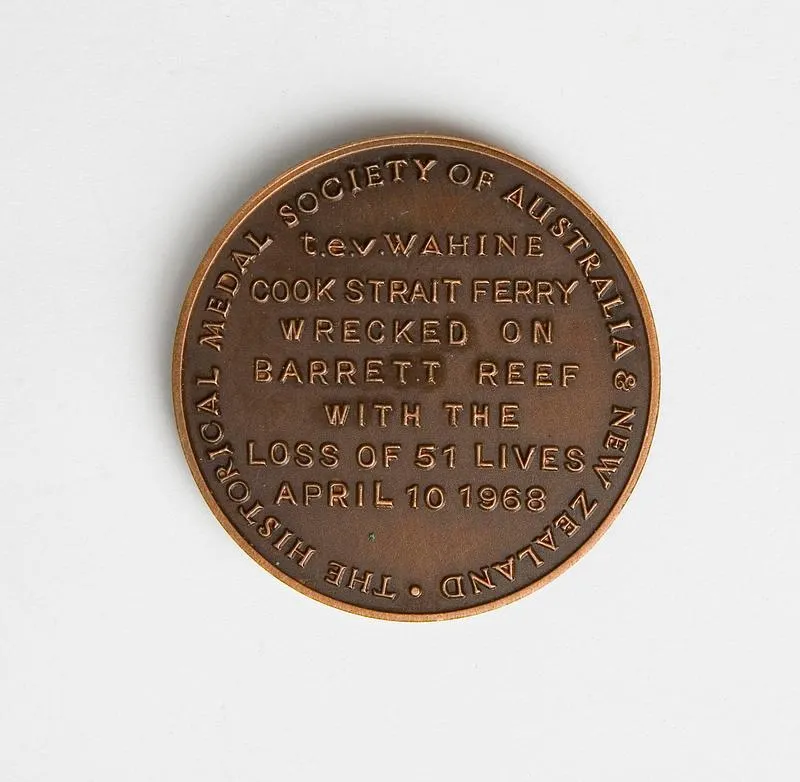 THE HISTORICAL MEDAL SOCIETY OF AUSTRALIA & NEW ZEALAND •
t.e.v. WAHINE
COOK STRAIT FERRY
WRECKED ON
BARRETT REEF
WITH THE
LOSS OF 51 LIVES
APRIL 10 1968